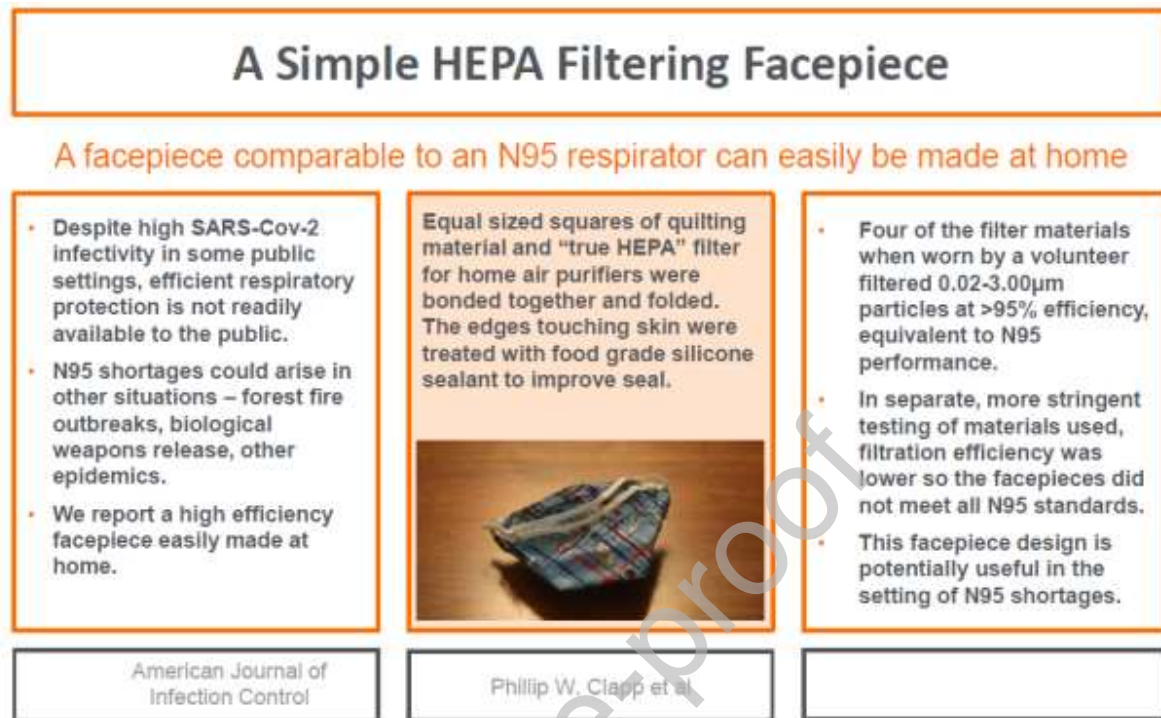 A Simple HEPA Filtering Facepiece
A facepiece comparable to an N95 respirator can easily be made at home
• Despite high SARS-Cov-2
infectivity in some public
settings, efficient respiratory
protection is not readily
available to the public.
• N95 shortages could arise in
other situations – forest fire
outbreaks, biological
weapons release, other
epidemics.
• We report a high efficiency
facepiece easily made at
home.
Equal sized squares of quilting
material and “true HEPA” filter
for home air purifiers were
bonded together and folded.
The edges touching skin were
treated with food grade silicone
sealant to improve seal.
• Four of the filter materials
when worn by a volunteer
filtered 0.02-3.00µm
particles at >95% efficiency,
equivalent to N95
performance.
• In separate, more stringent
testing of materials used,
filtration efficiency was
lower so the facepieces did
not meet all N95 standards.
• This facepiece design is
potentially useful in the
setting of N95 shortages.
American Journal of
Infection Control
Phillip W. Clapp et al
e-proof